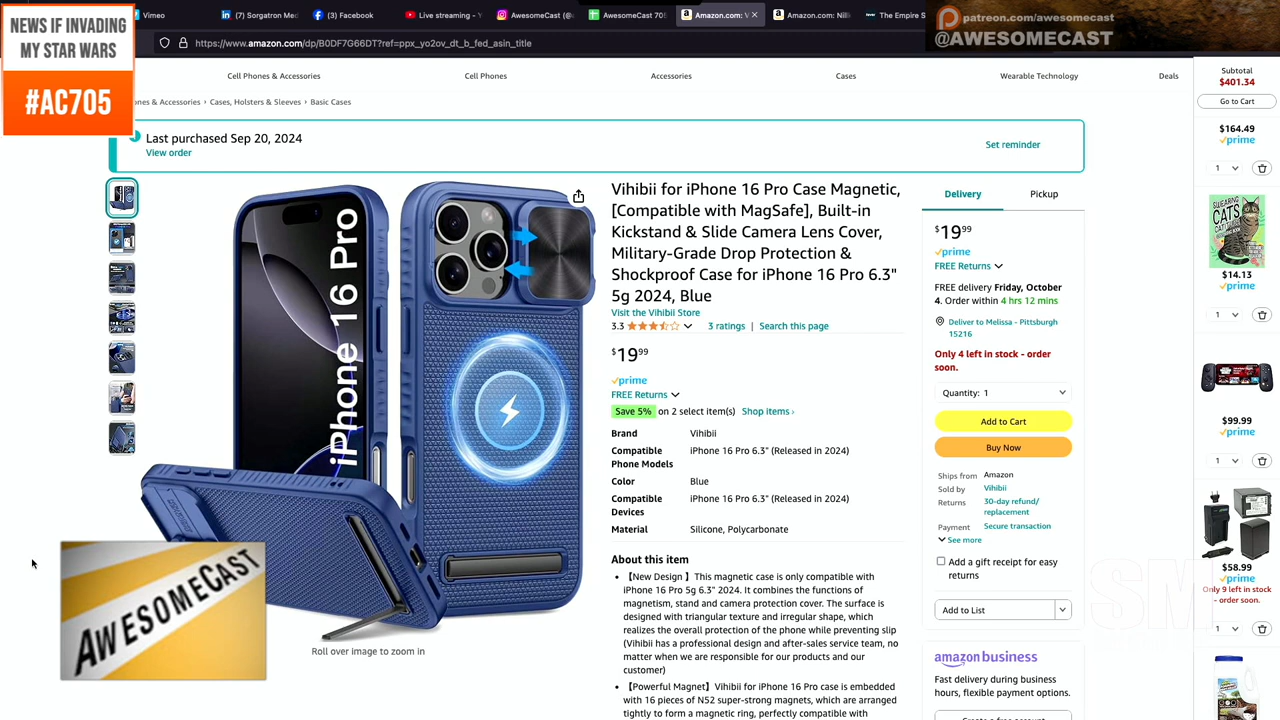 NEWS IF INVADING
MY STAR WARS
#AC705
Vimeo
(7) Sorgatron Med
(3) Facebook
Live streaming - Y
AwesomeCast (@
AwesomeCast 705
Amazon.com: V
Amazon.com: Nill
The Empire S
patreon.com/awesomecast
@AWESOMECAST
https://www.amazon.com/dp/B0DF7G66DT?ref=ppx_yo2ov_dt_b_fed_asin_title
Cell Phones & Accessories
Cell Phones
Accessories
Cases
Wearable Technology
Deals
ones & Accessories › Cases, Holsters & Sleeves › Basic Cases
Last purchased Sep 20, 2024
View order
Set reminder
iPhone 16 Pro
Roll over image to zoom in
AWESOMECAST
Vihibii for iPhone 16 Pro Case Magnetic,
[Compatible with MagSafe], Built-in
Kickstand & Slide Camera Lens Cover,
Military-Grade Drop Protection &
Shockproof Case for iPhone 16 Pro 6.3"
5g 2024, Blue
Visit the Vihibii Store
3.3
3 ratings | Search this page
$19.99
prime
FREE Returns
Save 5% on 2 select item(s) Shop items ›
Brand Vihibii
Compatible iPhone 16 Pro 6.3" (Released in 2024)
Phone Models
Color Blue
Compatible iPhone 16 Pro 6.3" (Released in 2024)
Devices
Material Silicone, Polycarbonate
About this item
• 【New Design 】This magnetic case is only compatible with
iPhone 16 Pro 5g 6.3" 2024. It combines the functions of
magnetism, stand and camera protection cover. The surface is
designed with triangular texture and irregular shape, which
realizes the overall protection of the phone while preventing slip
(Vihibii has a professional design and after-sales service team, no
matter when we are responsible for our products and our
customer)
• 【Powerful Magnet】Vihibii for iPhone 16 Pro case is embedded
with 16 pieces of N52 super-strong magnets, which are arranged
tightly to form a magnetic ring, perfectly compatible with
Delivery
Pickup
$19.99
prime
FREE Returns
FREE delivery Friday, October
4. Order within 4 hrs 12 mins
Deliver to Melissa - Pittsburgh
15216
Only 4 left in stock - order
soon.
Quantity: 1
Add to Cart
Buy Now
Ships from Amazon
Sold by Vihibii
Returns 30-day refund/
replacement
Payment Secure transaction
See more
Add a gift receipt for easy
returns
Add to List
amazon business
Fast delivery during business
hours, flexible payment options.
Create a free account
Subtotal
$401.34
Go to Cart
$164.49
prime
1
SWEARING
CATS
$14.13
prime
1
$99.99
prime
1
$58.99
prime
Only 9 left in stock
- order soon.
1
SM